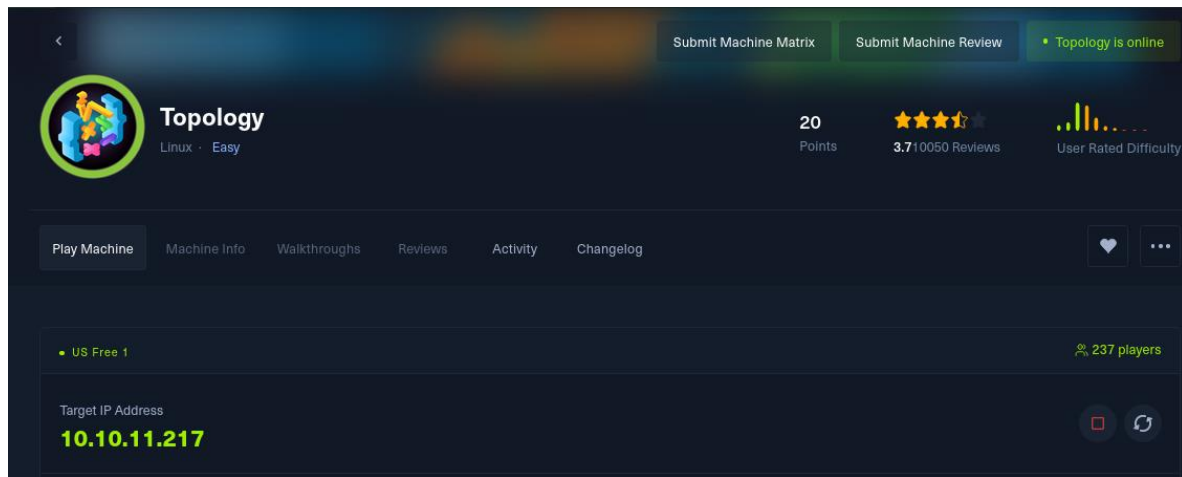 Submit Machine Matrix Submit Machine Review • Topology is online
Topology
Linux · Easy
20
Points
3.710050 Reviews
User Rated Difficulty
Play Machine Machine Info Walkthroughs Reviews Activity Changelog
• US Free 1
237 players
Target IP Address
10.10.11.217